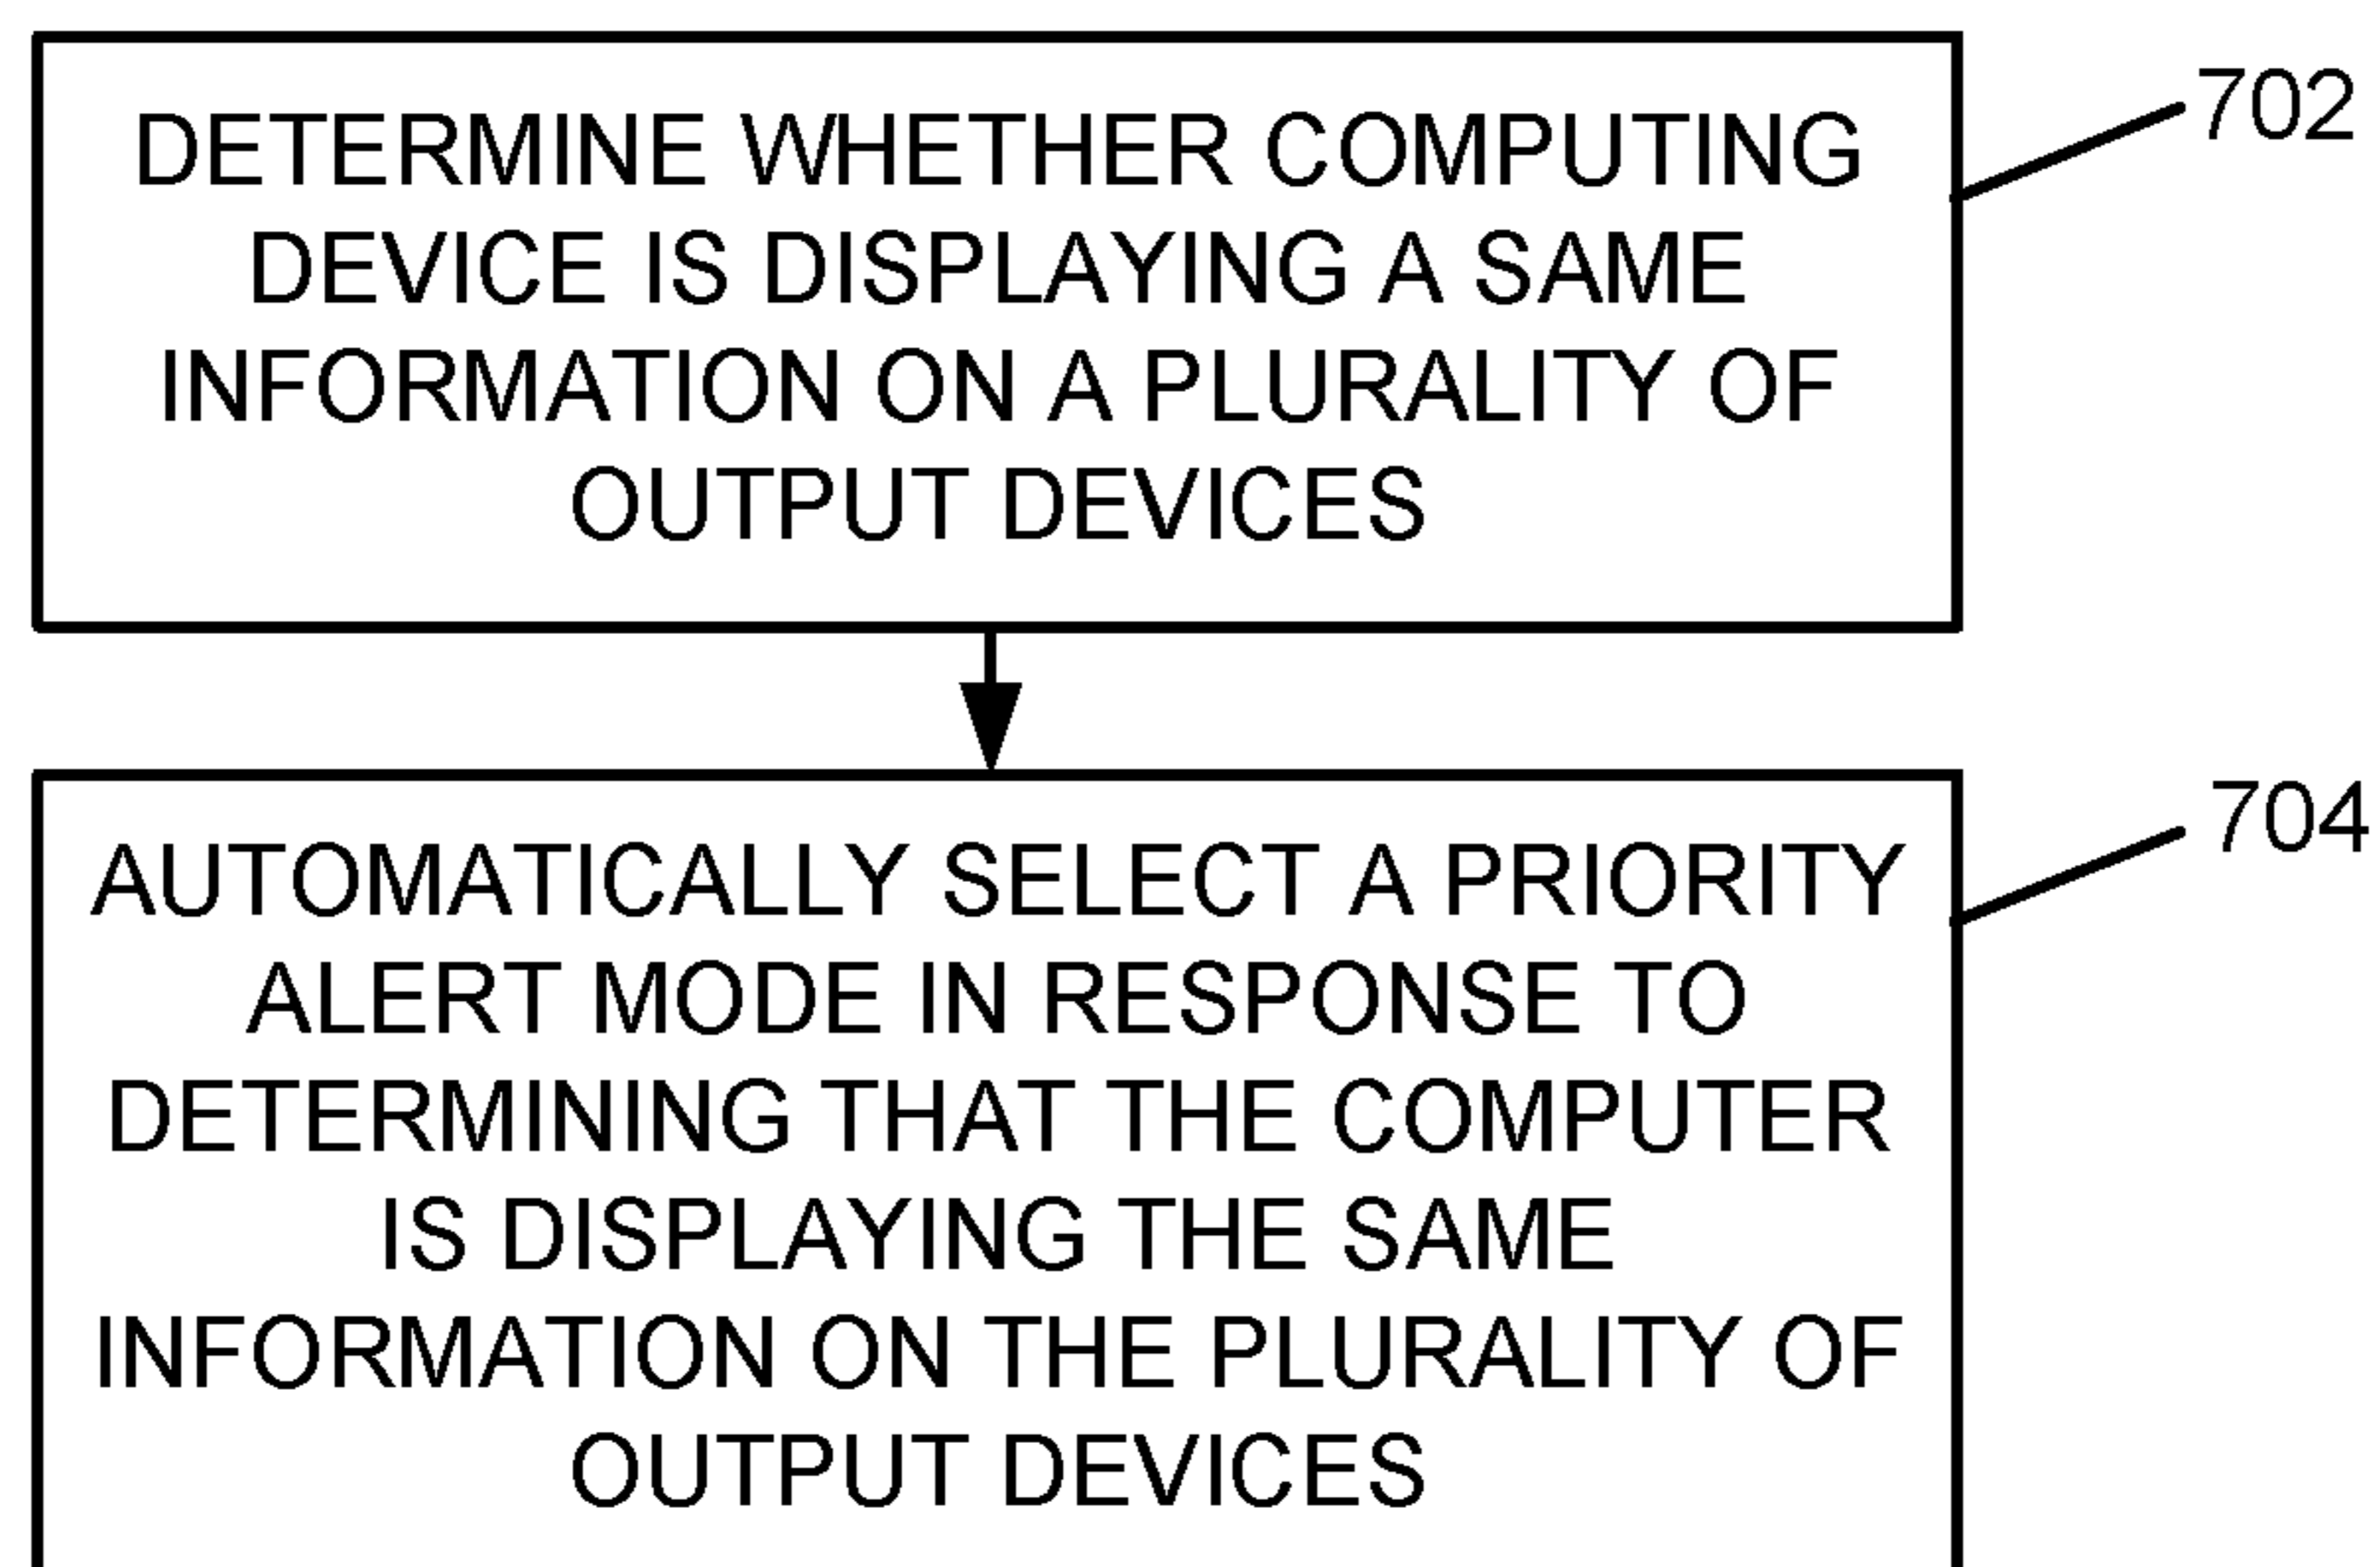 DETERMINE WHETHER COMPUTING
DEVICE IS DISPLAYING A SAME
INFORMATION ON A PLURALITY OF
OUTPUT DEVICES
702
AUTOMATICALLY SELECT A PRIORITY
ALERT MODE IN RESPONSE TO
DETERMINING THAT THE COMPUTER
IS DISPLAYING THE SAME
INFORMATION ON THE PLURALITY OF
OUTPUT DEVICES
704